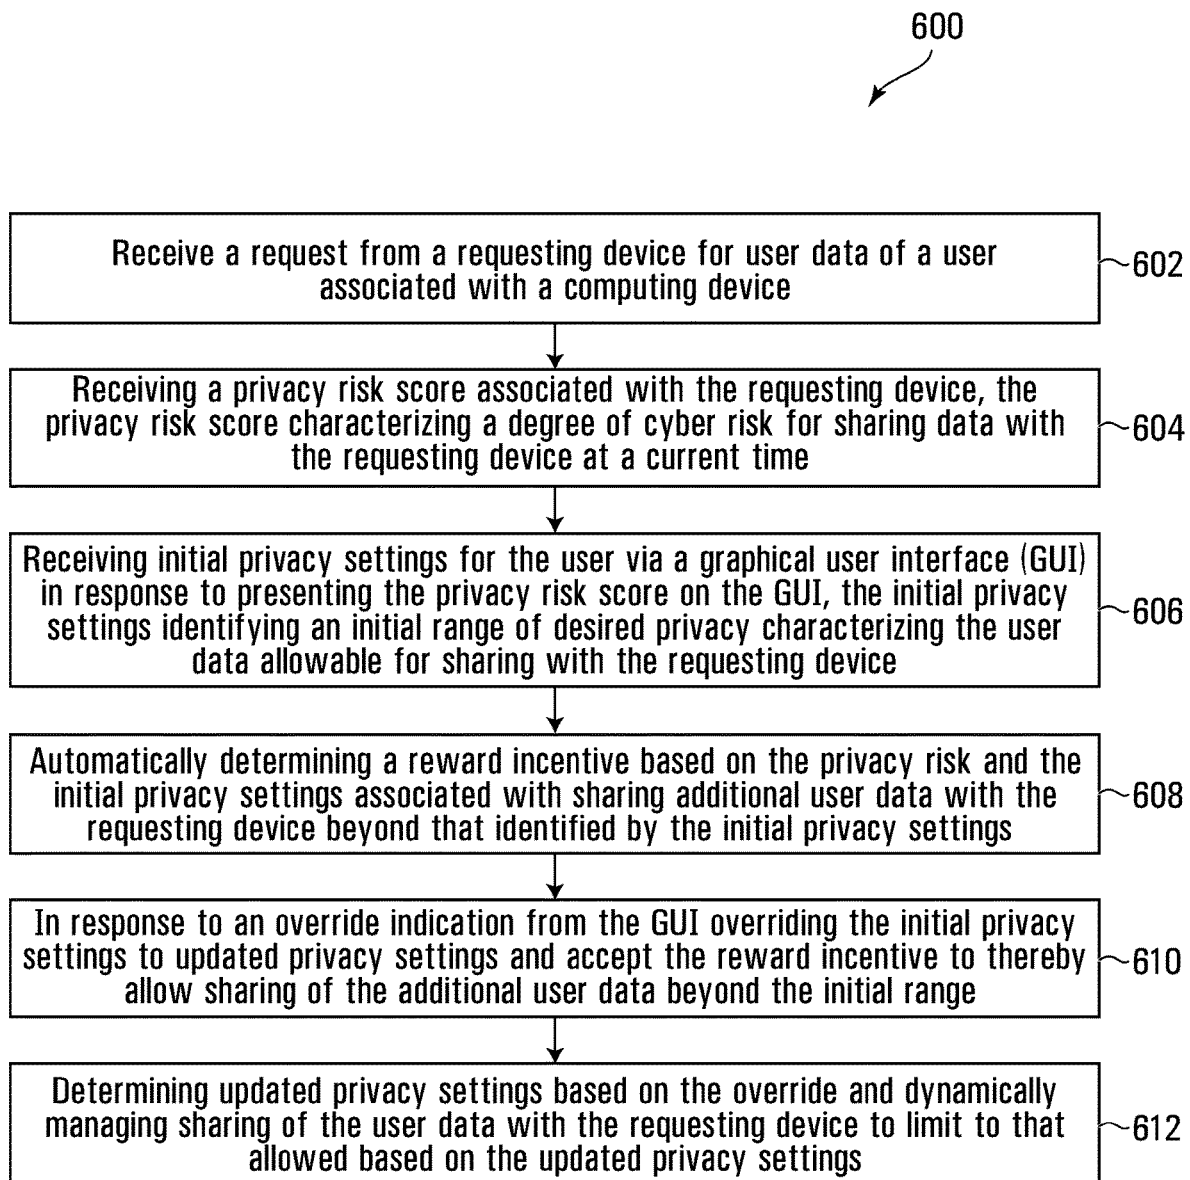 600
Receive a request from a requesting device for user data of a user
associated with a computing device
602
Receiving a privacy risk score associated with the requesting device, the
privacy risk score characterizing a degree of cyber risk for sharing data with
the requesting device at a current time
604
Receiving initial privacy settings for the user via a graphical user interface (GUI)
in response to presenting the privacy risk score on the GUI, the initial privacy
settings identifying an initial range of desired privacy characterizing the user
data allowable for sharing with the requesting device
606
Automatically determining a reward incentive based on the privacy risk and the
initial privacy settings associated with sharing additional user data with the
requesting device beyond that identified by the initial privacy settings
608
In response to an override indication from the GUI overriding the initial privacy
settings to updated privacy settings and accept the reward incentive to thereby
allow sharing of the additional user data beyond the initial range
610
Determining updated privacy settings based on the override and dynamically
managing sharing of the user data with the requesting device to limit to that
allowed based on the updated privacy settings
612